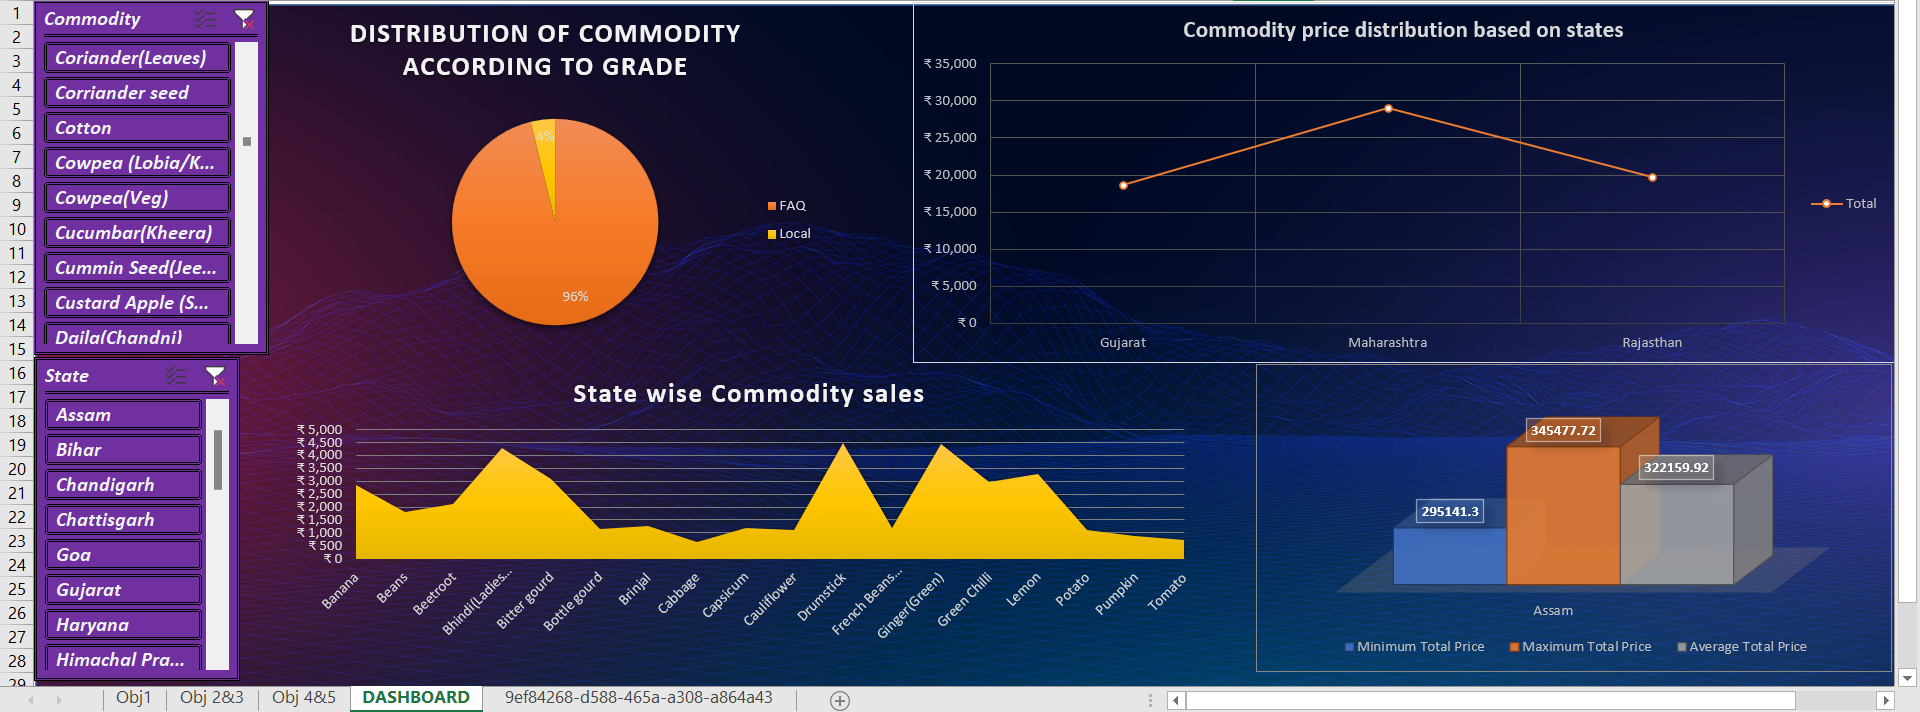 1
2
3
4
5
6
7
8
9
10
11
12
13
14
15
16
17
18
19
20
21
22
23
24
25
26
27
28
29
Commodity
Coriander(Leaves)
Corriander seed
Cotton
Cowpea (Lobia/K...
Cowpea(Veg)
Cucumbar(Kheera)
Cummin Seed(Jee...
Custard Apple (S...
Daila(Chandni)
State
Assam
Bihar
Chandigarh
Chattisgarh
Goa
Gujarat
Haryana
Himachal Pra...
DISTRIBUTION OF COMMODITY
ACCORDING TO GRADE
4%
96%
FAQ
Local
Commodity price distribution based on states
₹ 35,000
₹ 30,000
₹ 25,000
₹ 20,000
₹ 15,000
₹ 10,000
₹ 5,000
₹ 0
Gujarat
Maharashtra
Rajasthan
Total
State wise Commodity sales
₹ 5,000
₹ 4,500
₹ 4,000
₹ 3,500
₹ 3,000
₹ 2,500
₹ 2,000
₹ 1,500
₹ 1,000
₹ 500
₹ 0
Banana
Beans
Beetroot
Bhindi(Ladies...
Bitter gourd
Bottle gourd
Brinjal
Cabbage
Capsicum
Cauliflower
Drumstick
French Beans...
Ginger(Green)
Green Chilli
Lemon
Potato
Pumpkin
Tomato
295141.3
345477.72
322159.92
Assam
Minimum Total Price
Maximum Total Price
Average Total Price
Obj1
Obj 2&3
Obj 4&5
DASHBOARD
9ef84268-d588-465a-a308-a864a43